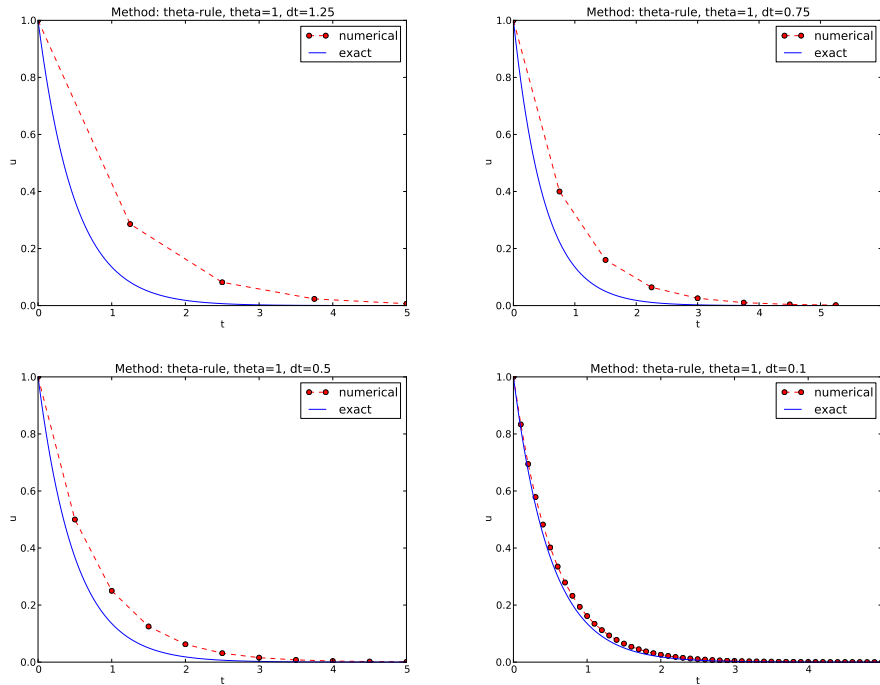 Method: theta-rule, theta=1, dt=1.25
1.0
0.8
0.6
0.4
0.2
0.0
u
0 1 2 3 4 5
t
numerical
exact
Method: theta-rule, theta=1, dt=0.75
1.0
0.8
0.6
0.4
0.2
0.0
u
0 1 2 3 4 5
t
numerical
exact
Method: theta-rule, theta=1, dt=0.5
1.0
0.8
0.6
0.4
0.2
0.0
u
0 1 2 3 4 5
t
numerical
exact
Method: theta-rule, theta=1, dt=0.1
1.0
0.8
0.6
0.4
0.2
0.0
u
0 1 2 3 4
t
numerical
exact